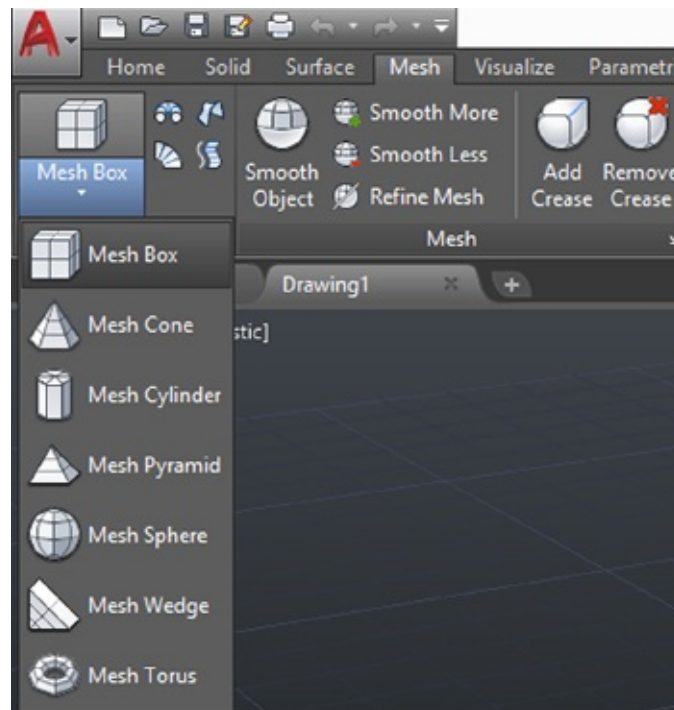 Home Solid Surface Mesh Visualize Parametr
Mesh Box
Smooth Object
Smooth More
Smooth Less
Refine Mesh
Add Crease
Remove Crease
Mesh
Mesh Box
Drawing1
Mesh Cone
stic]
Mesh Cylinder
Mesh Pyramid
Mesh Sphere
Mesh Wedge
Mesh Torus